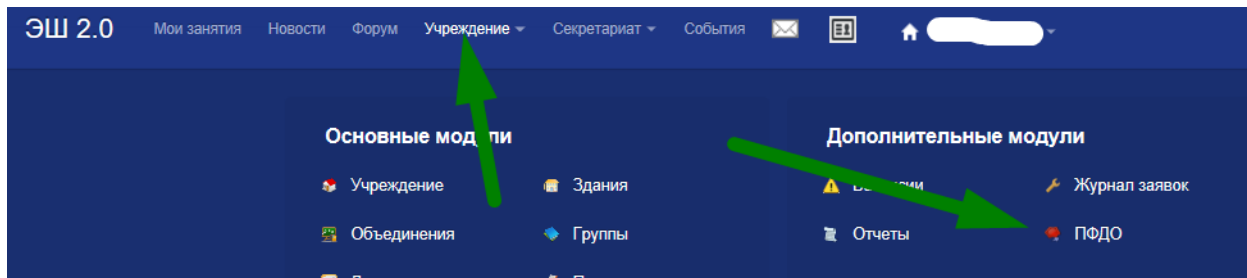 ЭШ 2.0 Мои занятия Новости Форум Учреждение Секретариат События
Основные модули Дополнительные модули
Учреждение Здания Журнал заявок
Объединения Группы Отчеты ПФДО